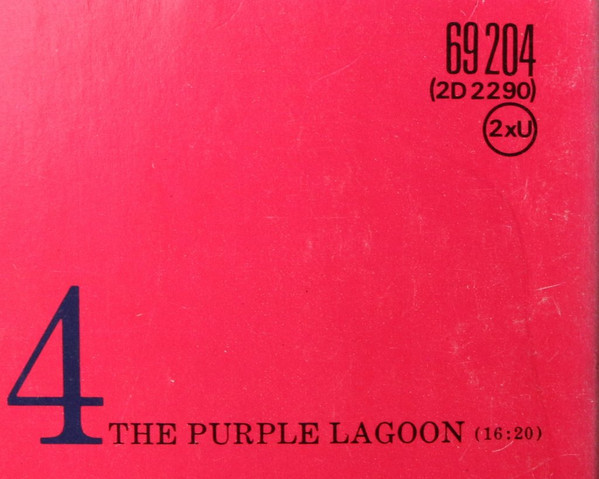 69 204
(2D 2290)
2xU
4 THE PURPLE LAGOON (16:20)